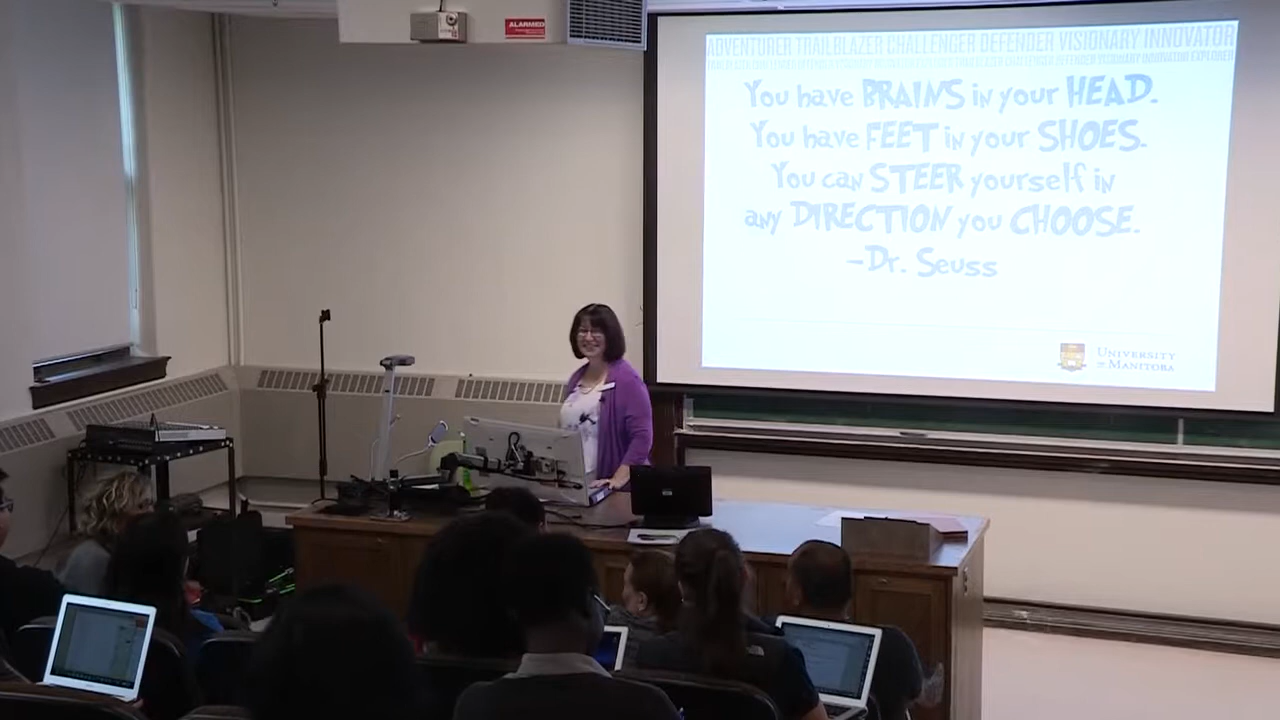 ALARMED
ADVENTURER TRAILBLAZER CHALLENGER DEFENDER VISIONARY INNOVATOR
You have BRAINS in your HEAD.
You have FEET in your SHOES.
You can STEER yourself in
any DIRECTION you CHOOSE.
-Dr. Seuss
UNIVERSITY
OF MANITOBA